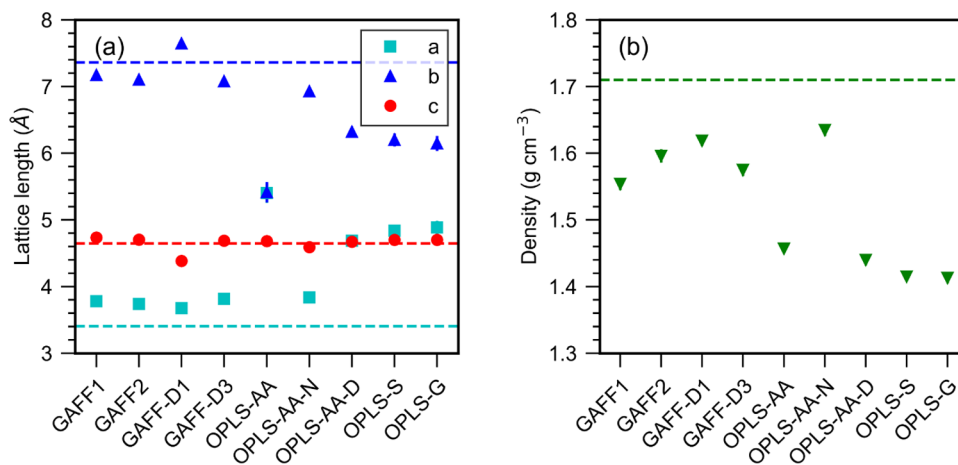 (a)
a
b
c
Lattice length (Å)
8
7
6
5
4
3
GAFF1
GAFF2
GAFF-D1
GAFF-D3
OPLS-AA
OPLS-AA-N
OPLS-AA-D
OPLS-S
OPLS-G
(b)
Density (g cm⁻³)
1.8
1.7
1.6
1.5
1.4
1.3
GAFF1
GAFF2
GAFF-D1
GAFF-D3
OPLS-AA
OPLS-AA-N
OPLS-AA-D
OPLS-S
OPLS-G